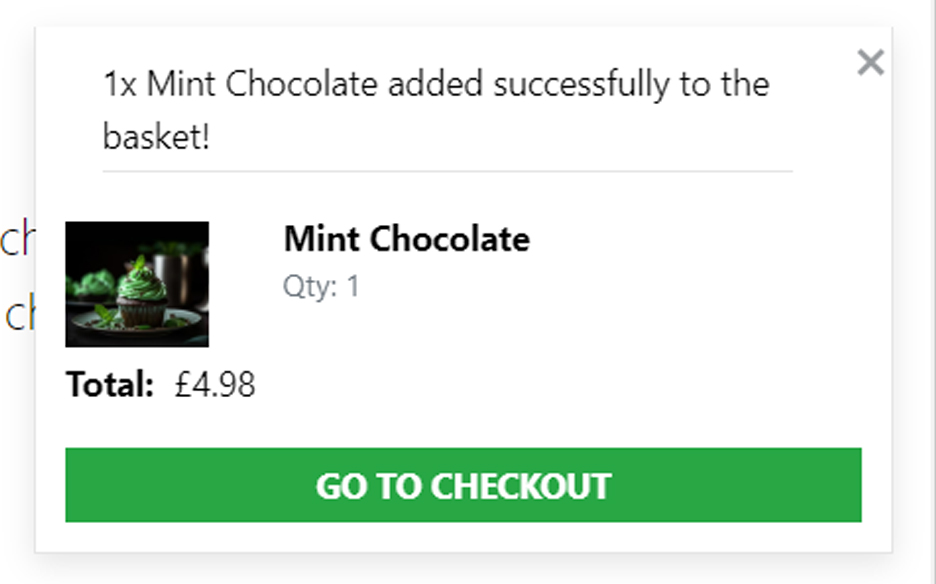 1x Mint Chocolate added successfully to the
basket!
Mint Chocolate
Qty: 1
Total: £4.98
GO TO CHECKOUT